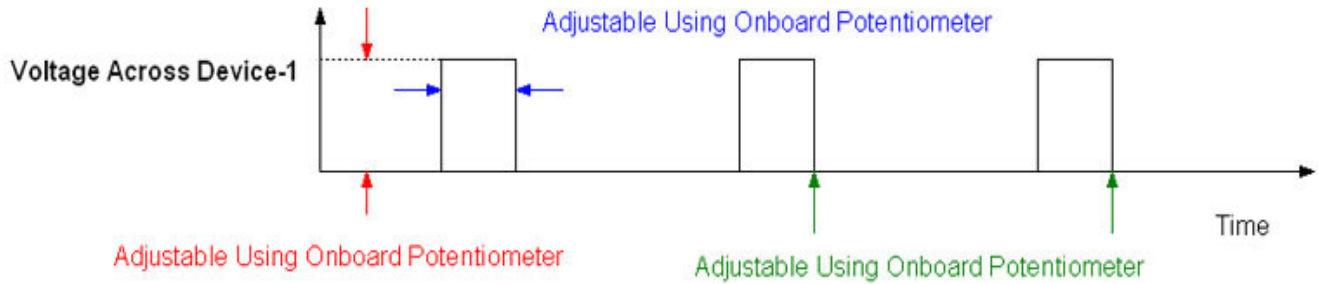 Adjustable Using Onboard Potentiometer
Voltage Across Device-1
Time
Adjustable Using Onboard Potentiometer
Adjustable Using Onboard Potentiometer